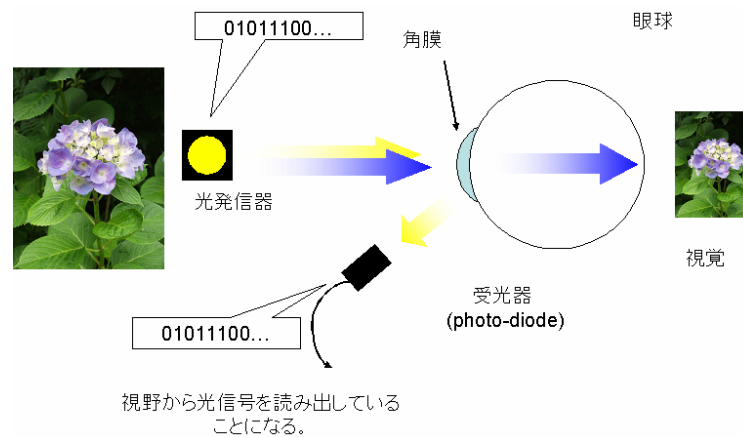 01011100...
角膜
眼球
光発信器
視覚
受光器
(photo-diode)
01011100...
視野から光信号を読み出している
ことになる。